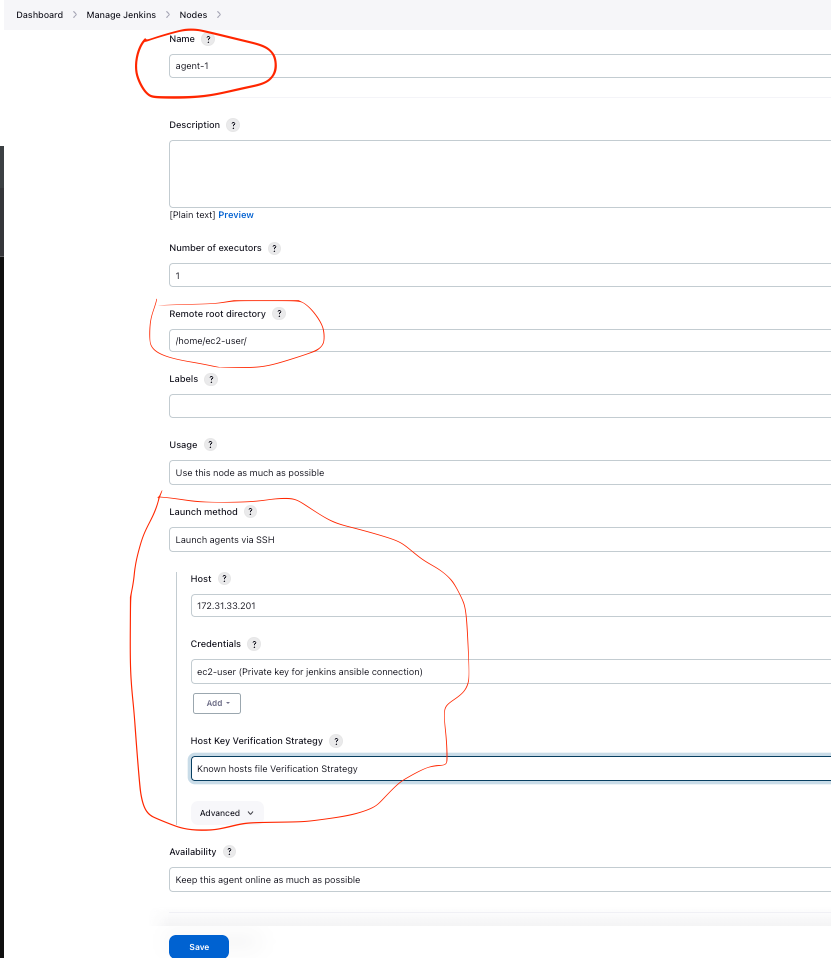 Dashboard > Manage Jenkins > Nodes >
Name ?
agent-1
Description ?
[Plain text] Preview
Number of executors ?
1
Remote root directory ?
/home/ec2-user/
Labels ?
Usage ?
Use this node as much as possible
Launch method ?
Launch agents via SSH
Host ?
172.31.33.201
Credentials ?
ec2-user (Private key for jenkins ansible connection)
Add
Host Key Verification Strategy ?
Known hosts file Verification Strategy
Advanced
Availability ?
Keep this agent online as much as possible
Save